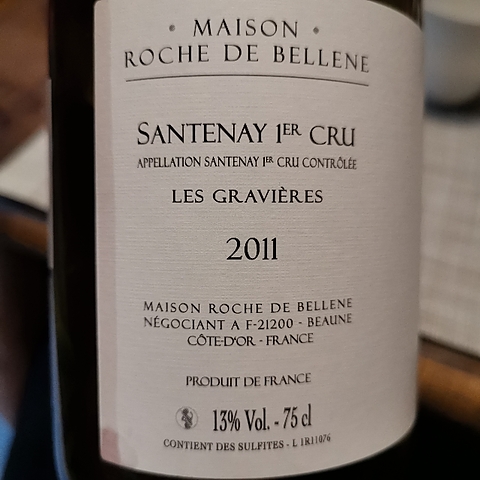 • MAISON •
ROCHE DE BELLENE
SANTENAY 1ER CRU
APPELLATION SANTENAY 1ER CRU CONTRÔLÉE
LES GRAVIÈRES
2011
MAISON ROCHE DE BELLENE
NÉGOCIANT A F-21200 - BEAUNE
CÔTE-D'OR - FRANCE
PRODUIT DE FRANCE
13% Vol. - 75 cl
CONTIENT DES SULFITES - L 1R11076